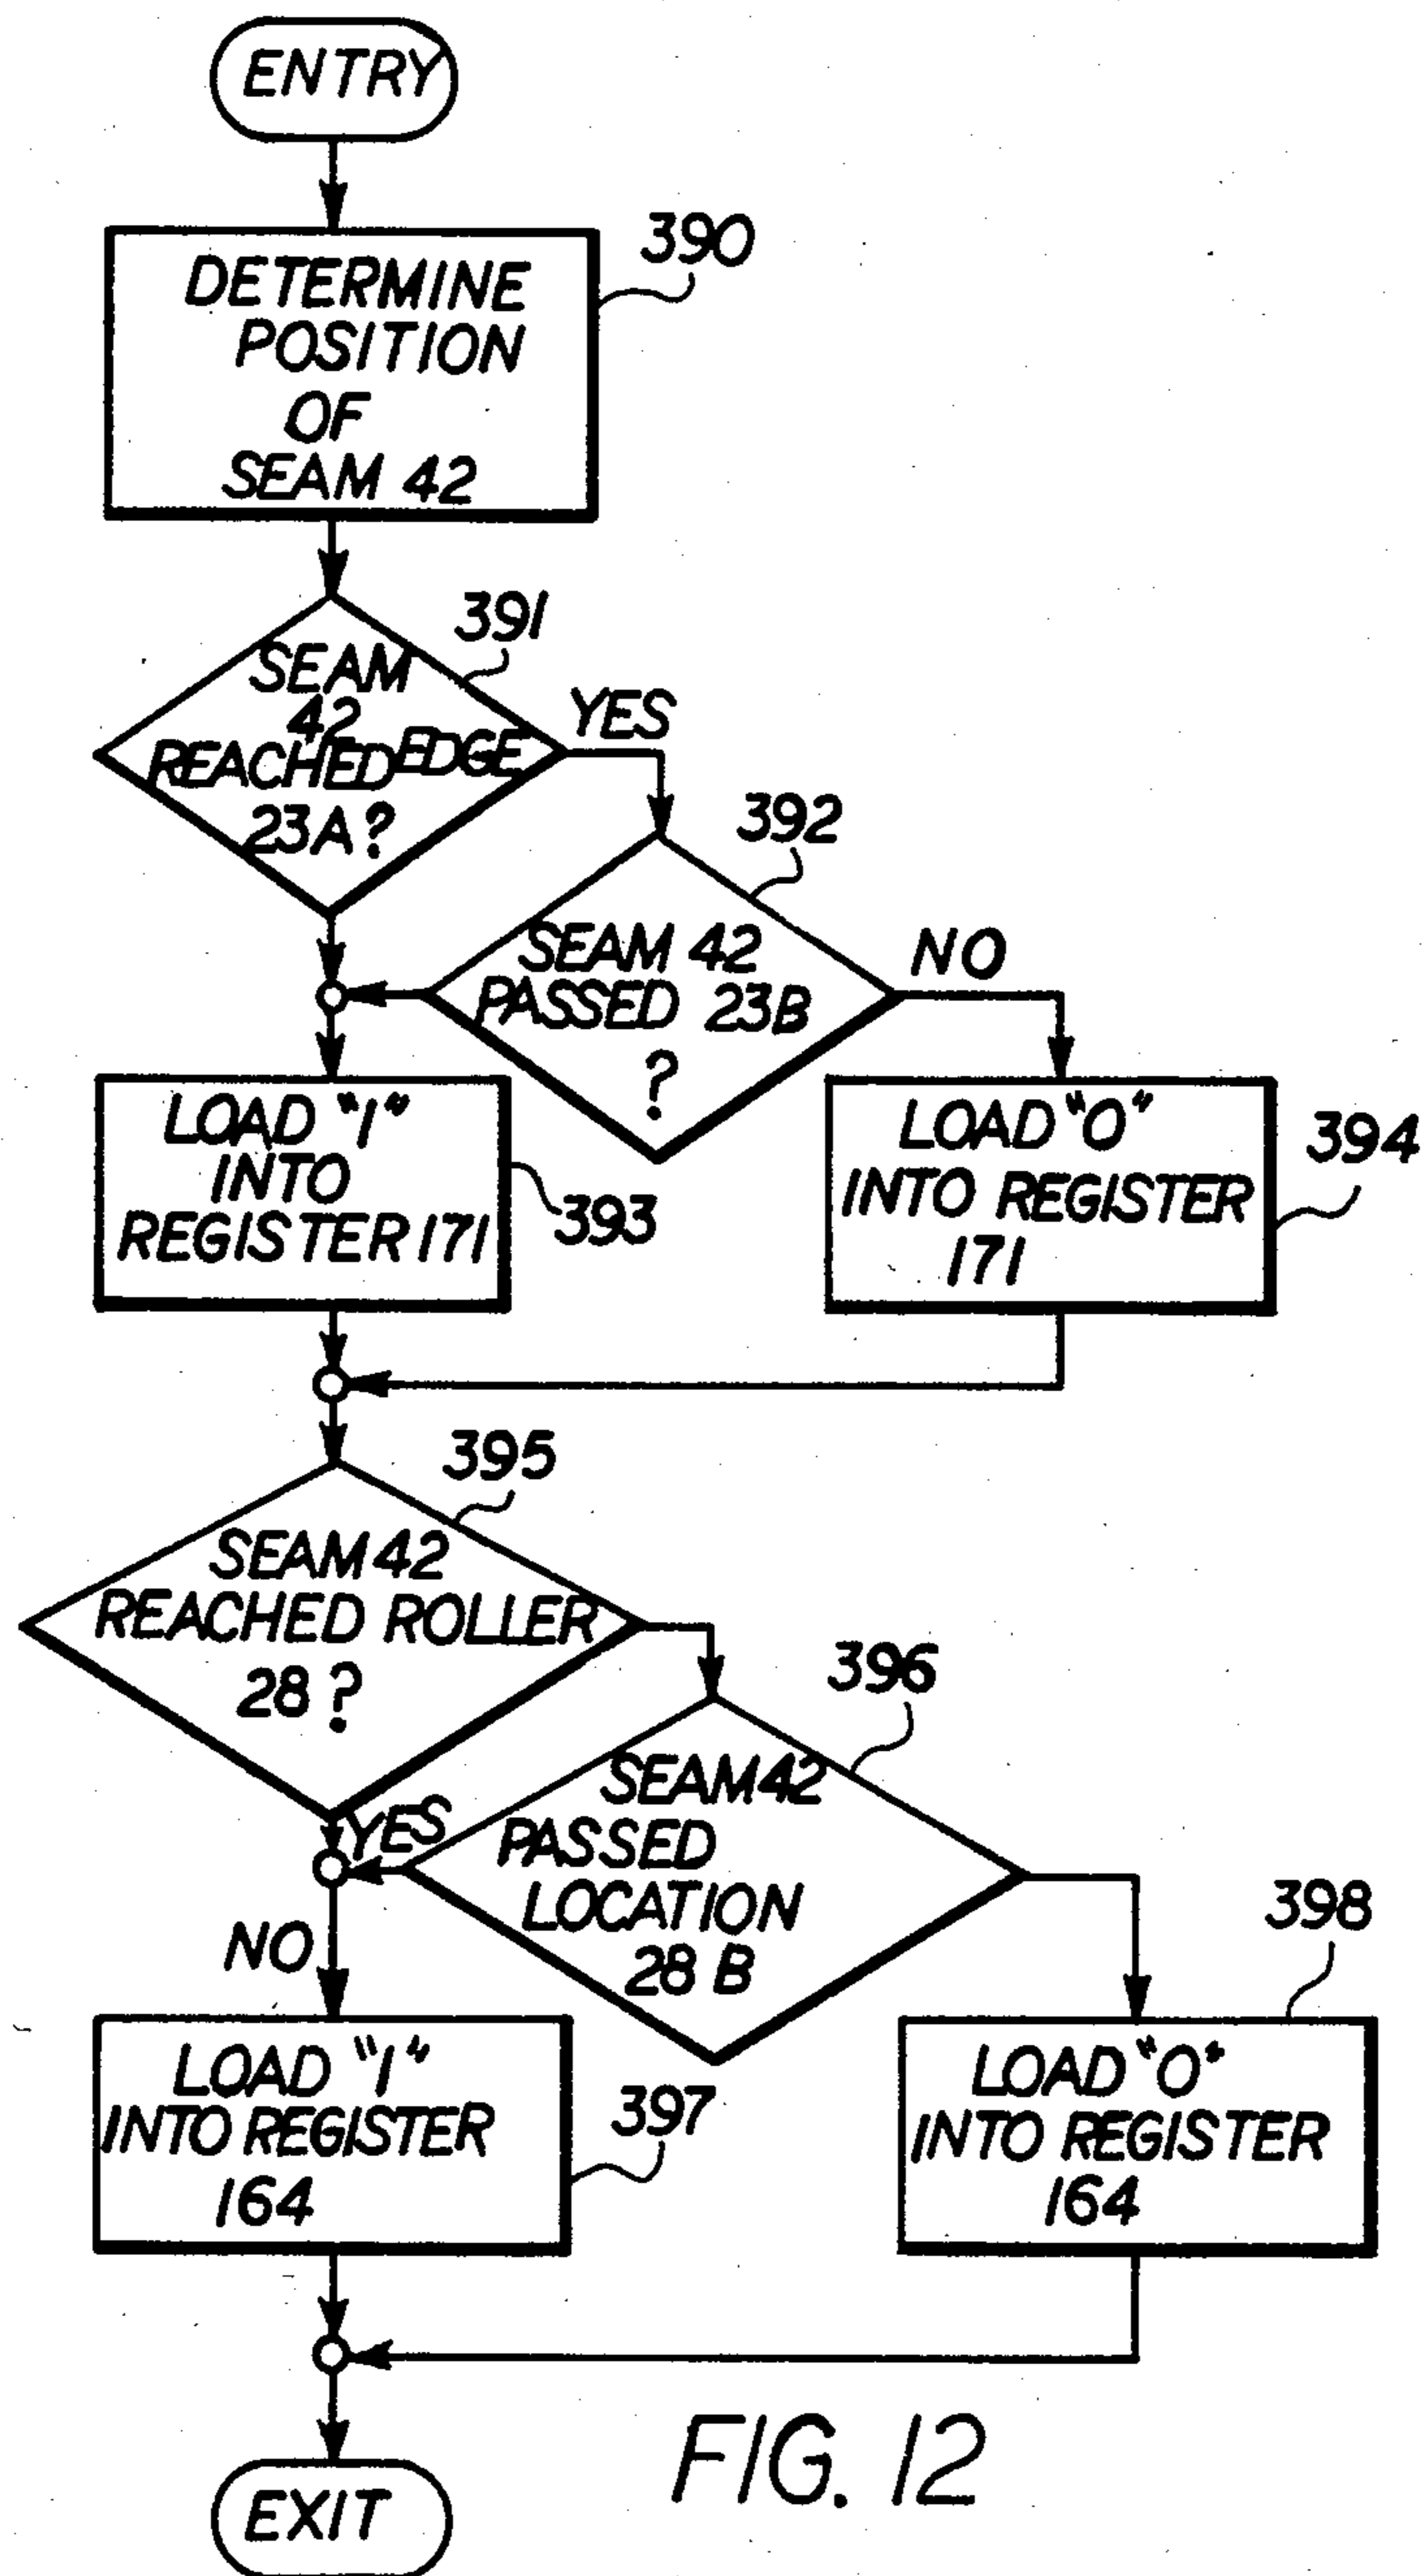 ENTRY
390
DETERMINE
POSITION
OF
SEAM 42
391
SEAM
42
REACHED EDGE
23A?
YES
392
SEAM 42
PASSED 23B
?
NO
LOAD "1"
INTO
REGISTER 171
393
LOAD "0"
INTO REGISTER
171
394
395
SEAM 42
REACHED ROLLER
28?
396
SEAM 42
PASSED
LOCATION
28 B
YES
NO
LOAD "1"
INTO REGISTER
164
397
398
LOAD "0"
INTO REGISTER
164
EXIT
FIG. 12